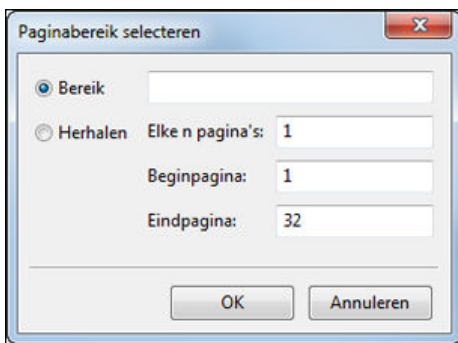 Paginabereik selecteren
Bereik
Herhalen Elke n pagina's: 1
Beginpagina: 1
Eindpagina: 32
OK Annuleren